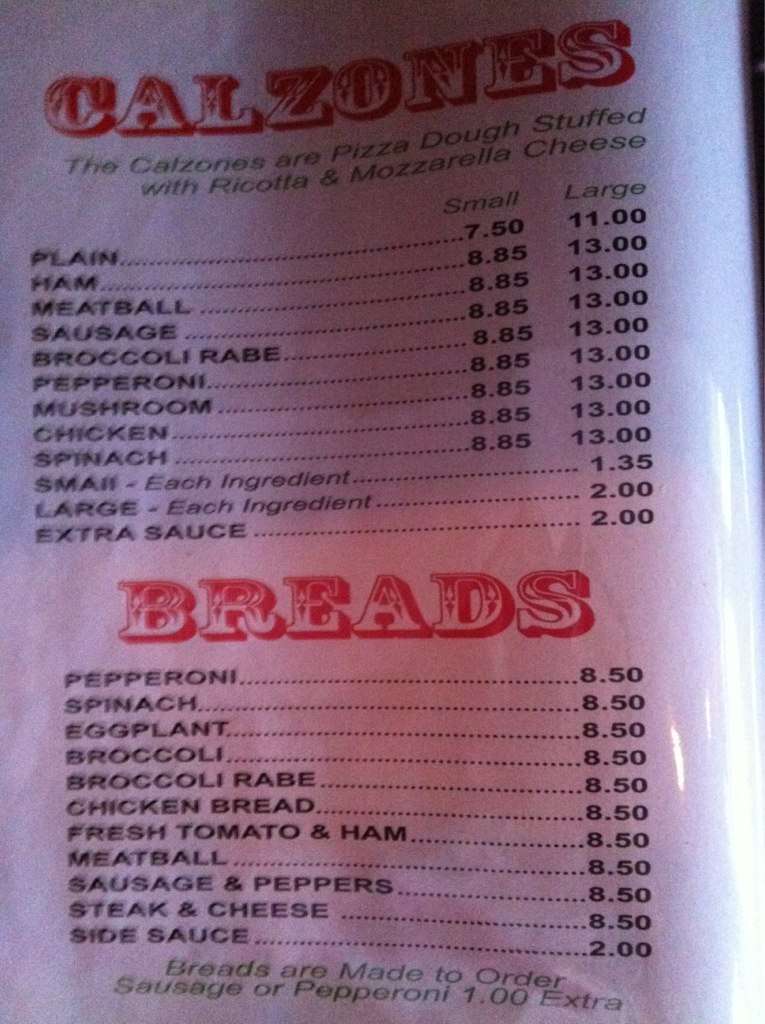 CALZONES
The Calzones are Pizza Dough Stuffed
with Ricotta & Mozzarella Cheese
Small Large
PLAIN 7.50 11.00
HAM 8.85 13.00
MEATBALL 8.85 13.00
SAUSAGE 8.85 13.00
BROCCOLI RABE 8.85 13.00
PEPPERONI 8.85 13.00
MUSHROOM 8.85 13.00
CHICKEN 8.85 13.00
SPINACH 8.85 13.00
SMAll - Each Ingredient 1.35
LARGE - Each Ingredient 2.00
EXTRA SAUCE 2.00
BREADS
PEPPERONI 8.50
SPINACH 8.50
EGGPLANT 8.50
BROCCOLI 8.50
BROCCOLI RABE 8.50
CHICKEN BREAD 8.50
FRESH TOMATO & HAM 8.50
MEATBALL 8.50
SAUSAGE & PEPPERS 8.50
STEAK & CHEESE 8.50
SIDE SAUCE 2.00
Breads are Made to Order
Sausage or Pepperoni 1.00 Extra